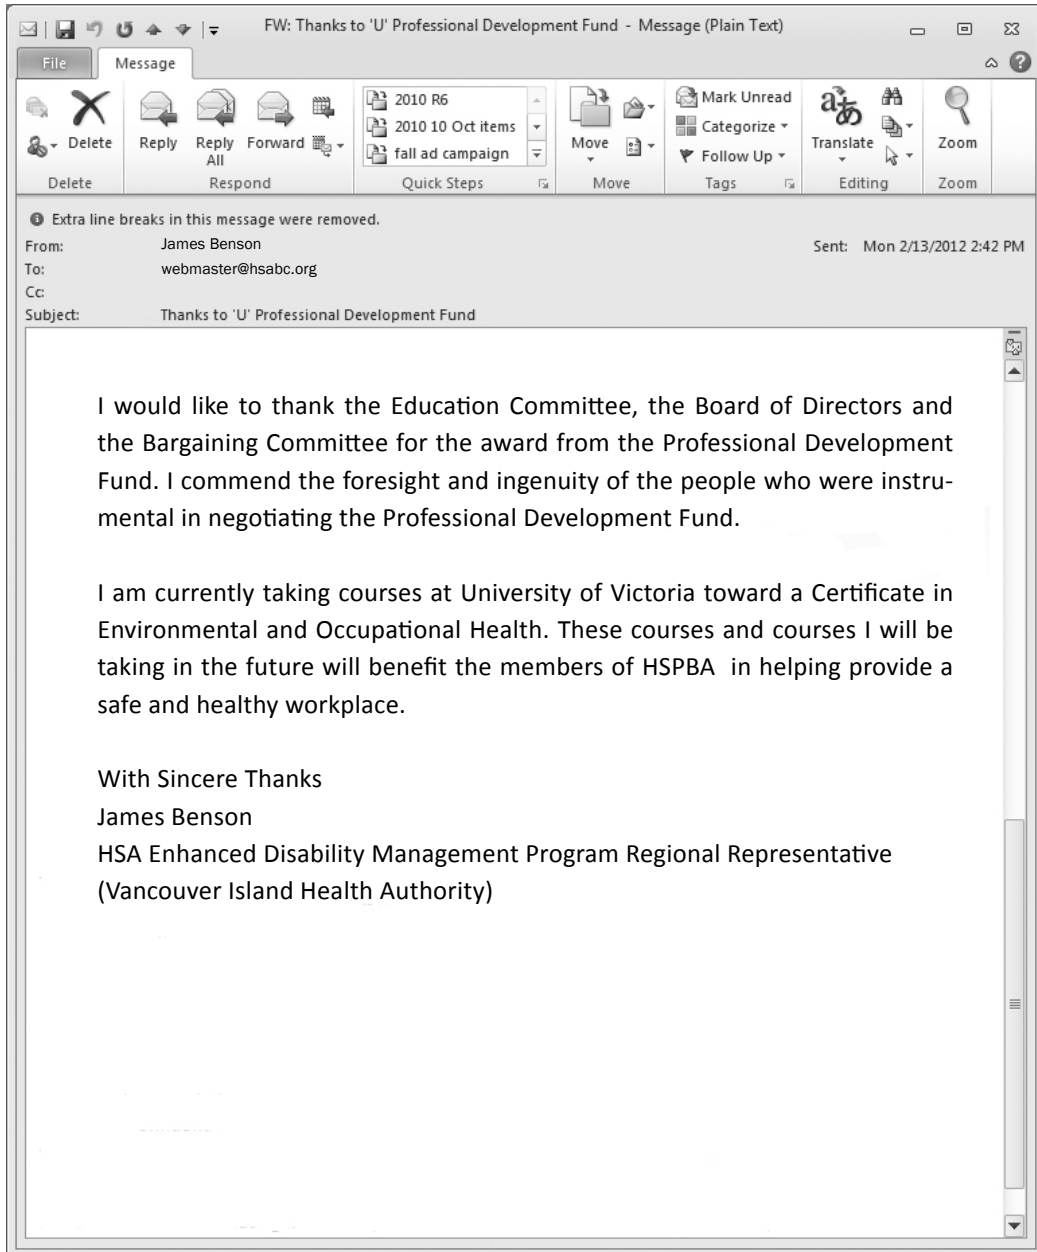 FW: Thanks to 'U' Professional Development Fund - Message (Plain Text)
File Message
Delete
Reply
Reply All
Forward
2010 R6
2010 10 Oct items
fall ad campaign
Move
Mark Unread
Categorize
Follow Up
Translate
Zoom
Delete Respond Quick Steps Move Tags Editing Zoom
Extra line breaks in this message were removed.
From: James Benson Sent: Mon 2/13/2012 2:42 PM
To: webmaster@hsabc.org
Cc:
Subject: Thanks to 'U' Professional Development Fund
I would like to thank the Education Committee, the Board of Directors and
the Bargaining Committee for the award from the Professional Development
Fund. I commend the foresight and ingenuity of the people who were instru-
mental in negotiating the Professional Development Fund.
I am currently taking courses at University of Victoria toward a Certificate in
Environmental and Occupational Health. These courses and courses I will be
taking in the future will benefit the members of HSPBA in helping provide a
safe and healthy workplace.
With Sincere Thanks
James Benson
HSA Enhanced Disability Management Program Regional Representative
(Vancouver Island Health Authority)